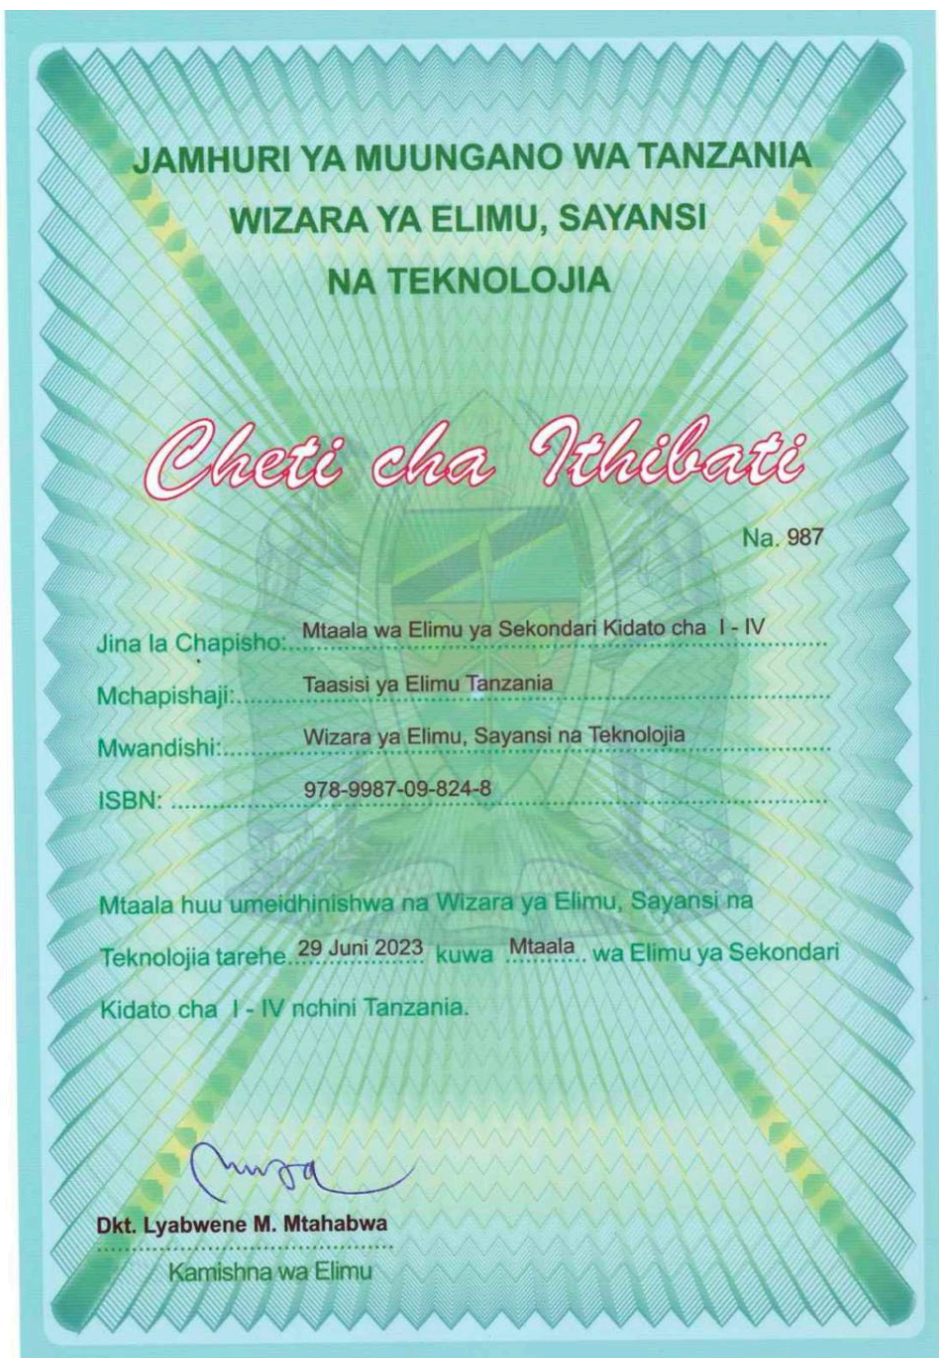 JAMHURI YA MUUNGANO WA TANZANIA
WIZARA YA ELIMU, SAYANSI
NA TEKNOLOJIA
Cheti cha Ithibati
Na. 987
Jina la Chapisho: Mtaala wa Elimu ya Sekondari Kidato cha I - IV
Mchapishaji: Taasisi ya Elimu Tanzania
Mwandishi: Wizara ya Elimu, Sayansi na Teknolojia
ISBN: 978-9987-09-824-8
Mtaala huu umeidhinishwa na Wizara ya Elimu, Sayansi na
Teknolojia tarehe 29 Juni 2023 kuwa Mtaala wa Elimu ya Sekondari
Kidato cha I - IV nchini Tanzania.
Dkt. Lyabwene M. Mtahabwa
Kamishna wa Elimu